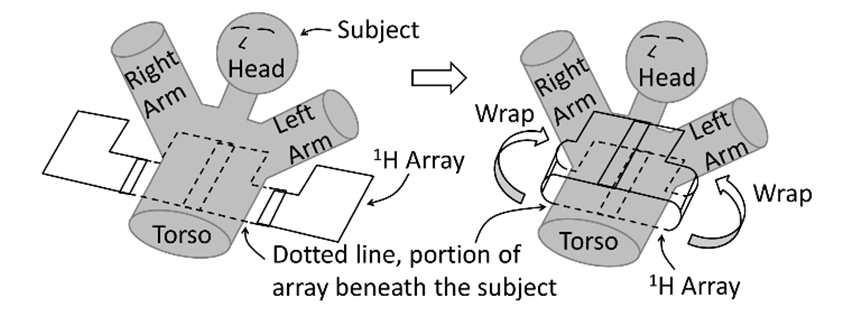 Subject
Head
Right
Arm
Left
Arm
¹H Array
Torso
Dotted line, portion of
array beneath the subject
Head
Right
Arm
Wrap
Left
Arm
Wrap
Torso
¹H Array